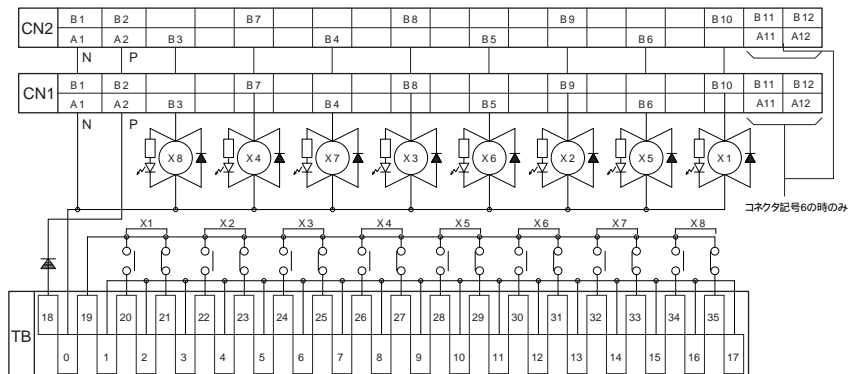 CN2 B1 B2 B7 B8 B9 B10 B11 B12
A1 A2 B3 B4 B5 B6 A11 A12
N P
CN1 B1 B2 B7 B8 B9 B10 B11 B12
A1 A2 B3 B4 B5 B6 A11 A12
N P
X8 X4 X7 X3 X6 X2 X5 X1
コネクタ記号6の時のみ
X1 X2 X3 X4 X5 X6 X7 X8
TB 18 19 20 21 22 23 24 25 26 27 28 29 30 31 32 33 34 35
0 1 2 3 4 5 6 7 8 9 10 11 12 13 14 15 16 17